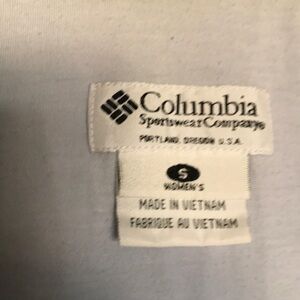 Columbia
Sportswear Company®
PORTLAND, OREGON U.S.A.
S
WOMEN'S
MADE IN VIETNAM
FABRIQUE AU VIETNAM